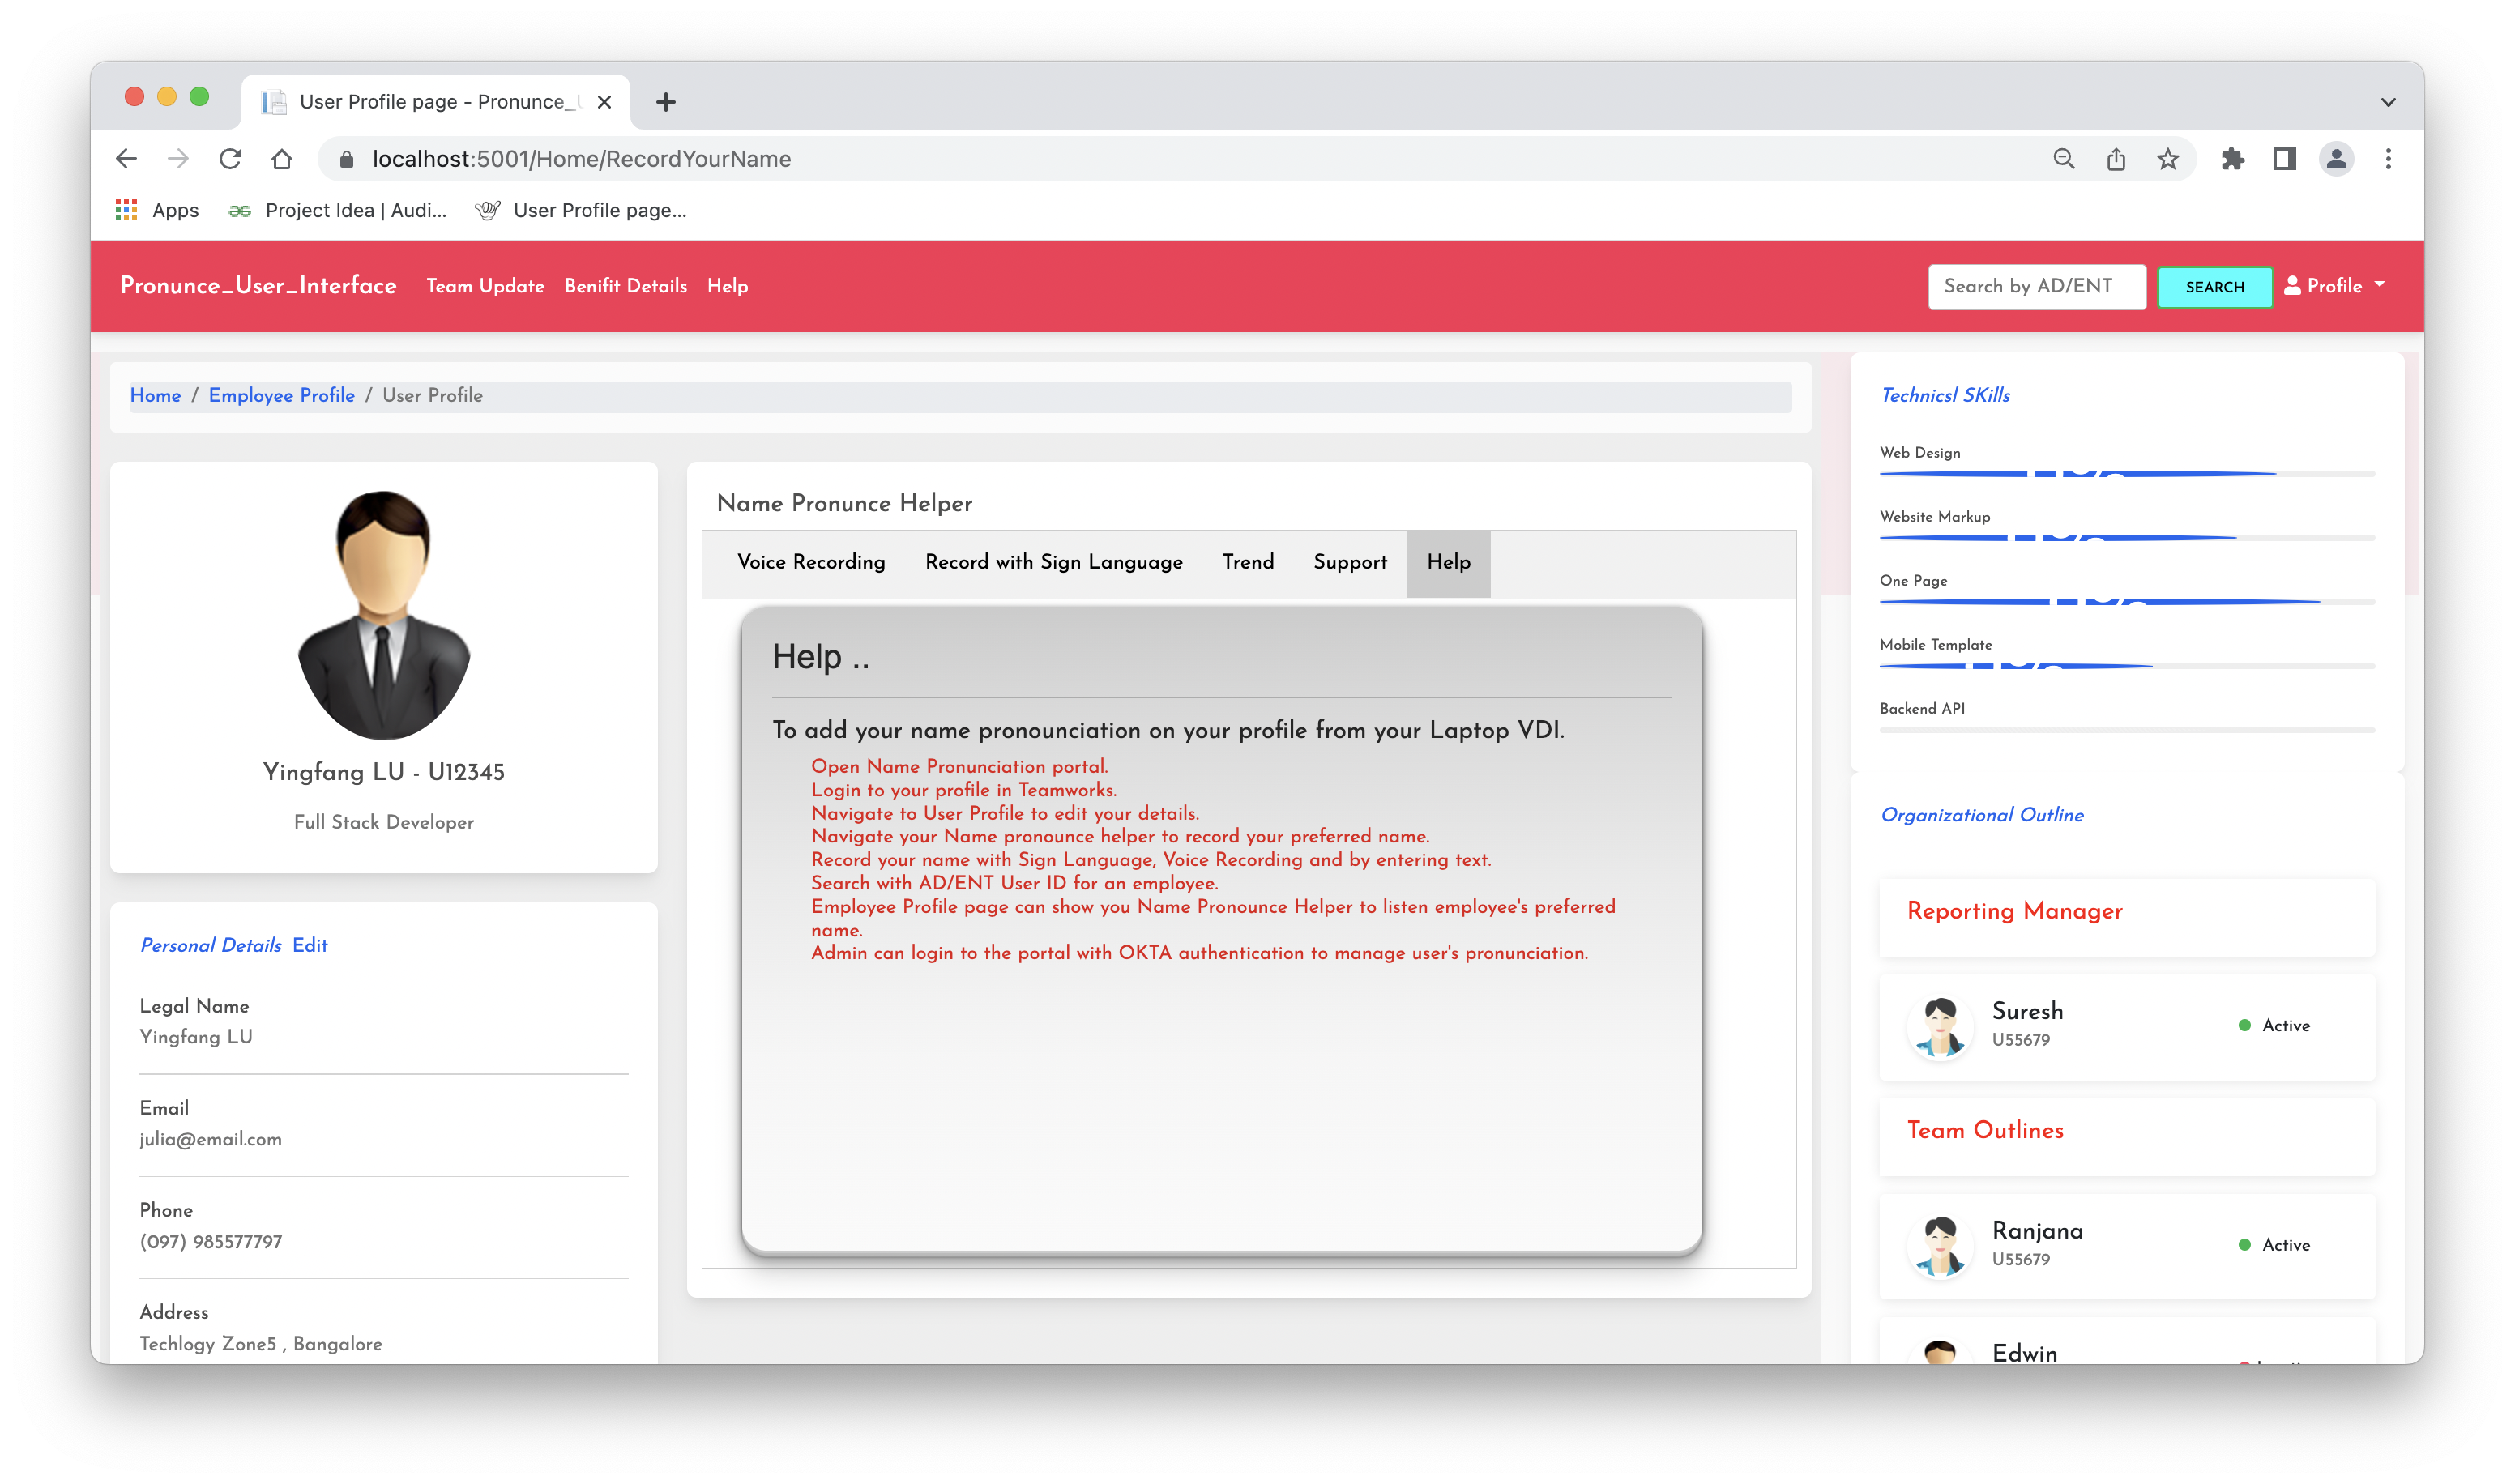 User Profile page - Pronunce_
localhost:5001/Home/RecordYourName
Apps
Project Idea | Audi...
User Profile page...
Pronunce_User_Interface
Team Update
Benifit Details
Help
Search by AD/ENT
SEARCH
Profile
Home / Employee Profile / User Profile
Yingfang LU - U12345
Full Stack Developer
Personal Details Edit
Legal Name
Yingfang LU
Email
julia@email.com
Phone
(097) 985577797
Address
Techlogy Zone5 , Bangalore
Name Pronunce Helper
Voice Recording
Record with Sign Language
Trend
Support
Help
Help ..
To add your name pronounciation on your profile from your Laptop VDI.
Open Name Pronunciation portal.
Login to your profile in Teamworks.
Navigate to User Profile to edit your details.
Navigate your Name pronounce helper to record your preferred name.
Record your name with Sign Language, Voice Recording and by entering text.
Search with AD/ENT User ID for an employee.
Employee Profile page can show you Name Pronounce Helper to listen employee's preferred
name.
Admin can login to the portal with OKTA authentication to manage user's pronunciation.
Technicsl SKills
Web Design
Website Markup
One Page
Mobile Template
Backend API
Organizational Outline
Reporting Manager
Suresh
U55679
Active
Team Outlines
Ranjana
U55679
Active
Edwin